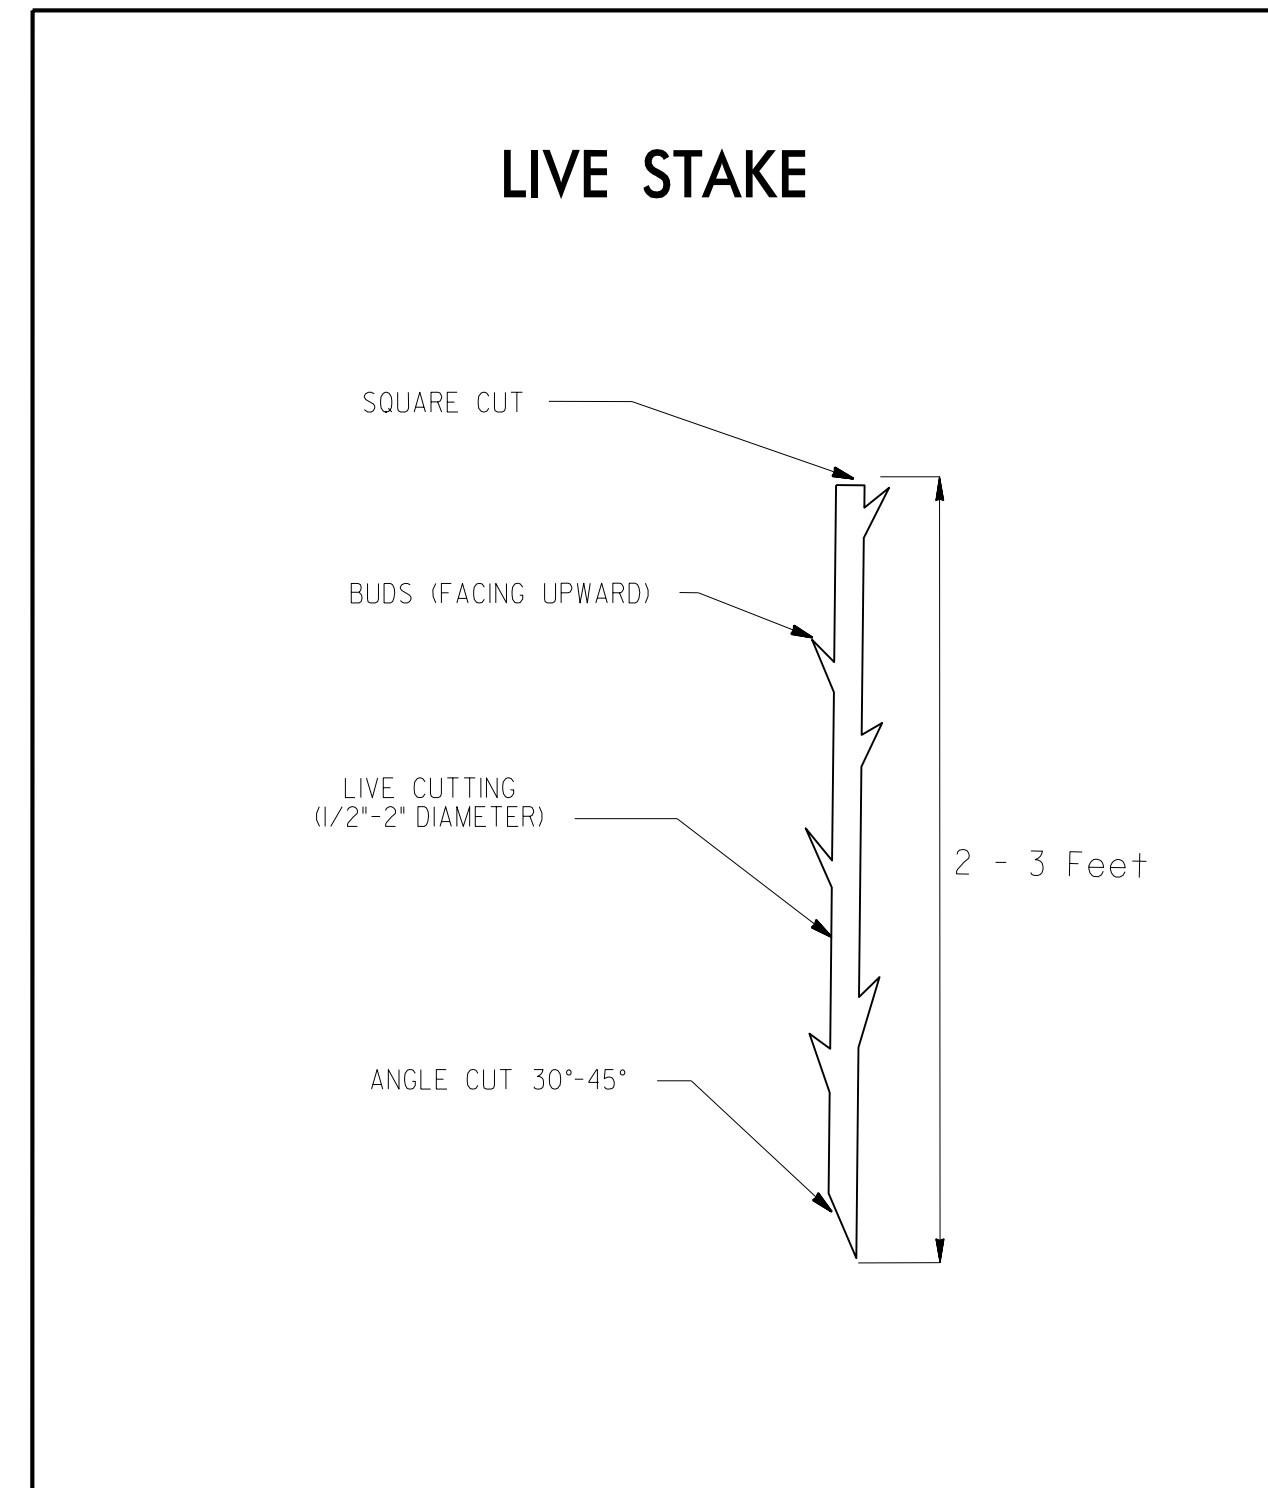 LIVE STAKE
SQUARE CUT
BUDS (FACING UPWARD)
LIVE CUTTING
(1/2"-2" DIAMETER)
2 - 3 Feet
ANGLE CUT 30°-45°